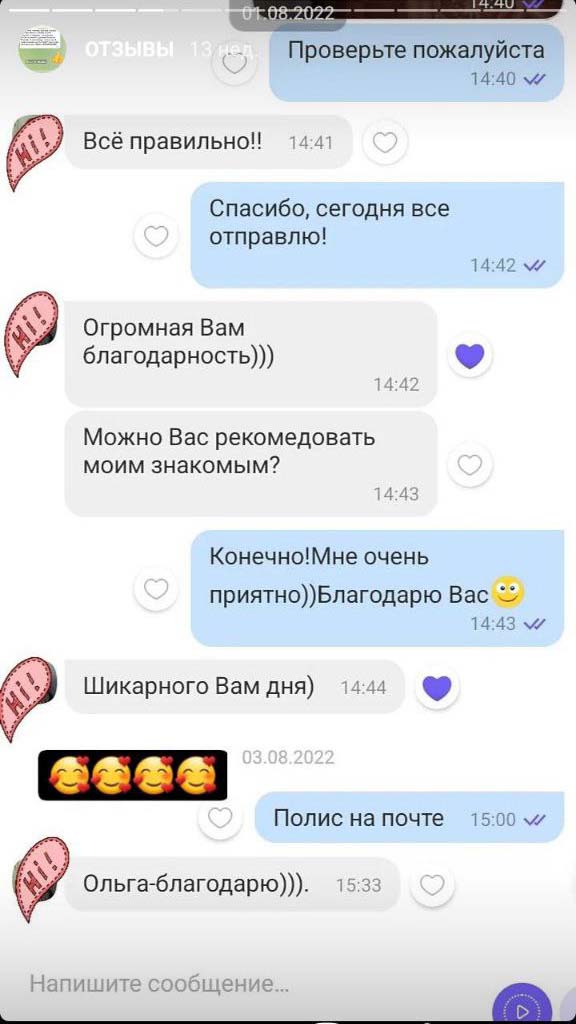 01.08.2022
14:40
ОТЗЫВЫ 13 нед.
Проверьте пожалуйста
14:40
Hi!
Всё правильно!! 14:41
Спасибо, сегодня все
отправлю!
14:42
Hi!
Огромная Вам
благодарность)))
14:42
Можно Вас рекомедовать
моим знакомым?
14:43
Конечно!Мне очень
приятно))Благодарю Вас
14:43
Hi!
Шикарного Вам дня) 14:44
03.08.2022
Полис на почте 15:00
Hi!
Ольга-благодарю))). 15:33
Напишите сообщение...